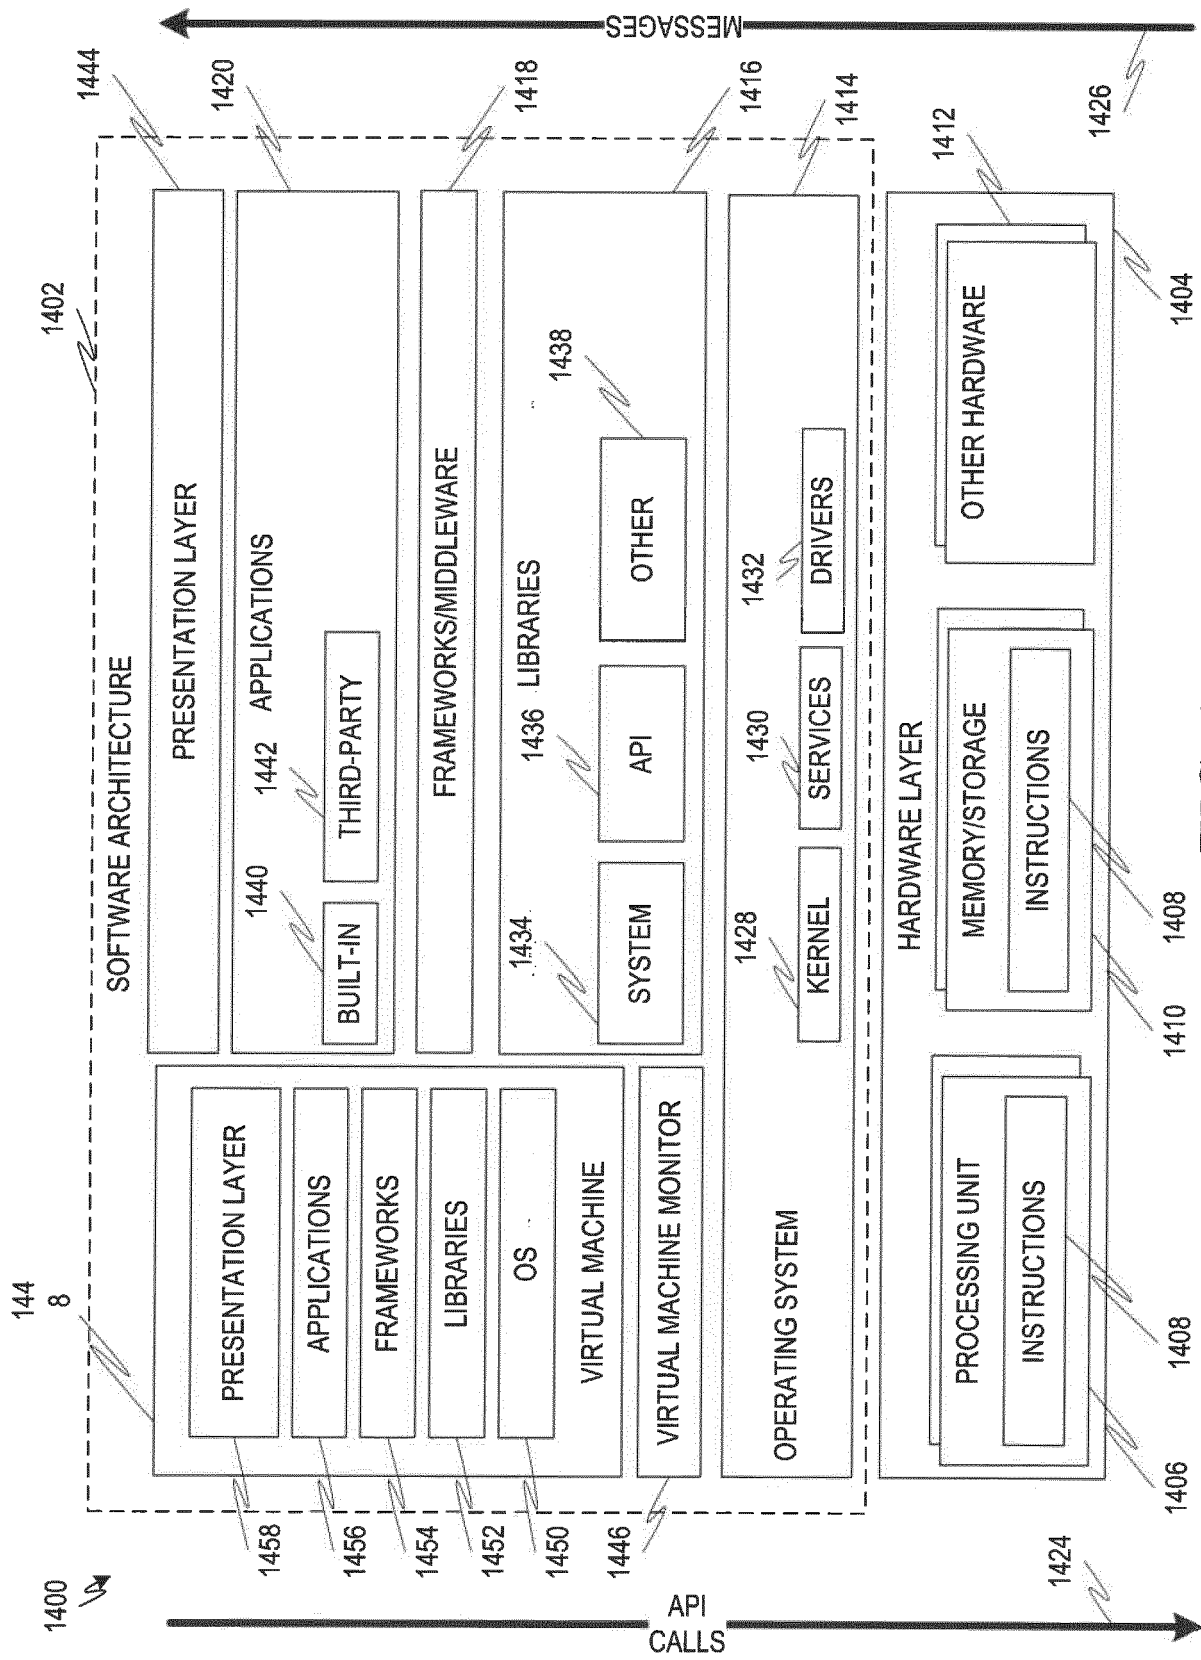 1400
1402
SOFTWARE ARCHITECTURE
144
8
PRESENTATION LAYER
1458
APPLICATIONS
1456
FRAMEWORKS
1454
LIBRARIES
1452
OS
1450
VIRTUAL MACHINE
VIRTUAL MACHINE MONITOR
1446
PRESENTATION LAYER
1444
APPLICATIONS
1420
1440
1442
BUILT-IN
THIRD-PARTY
FRAMEWORKS/MIDDLEWARE
1418
LIBRARIES
1416
1434
1436
1438
SYSTEM
API
OTHER
OPERATING SYSTEM
1414
1428
1430
1432
KERNEL
SERVICES
DRIVERS
HARDWARE LAYER
1404
PROCESSING UNIT
INSTRUCTIONS
1406
1408
MEMORY/STORAGE
INSTRUCTIONS
1410
1408
OTHER HARDWARE
1412
API
CALLS
1424
MESSAGES
1426